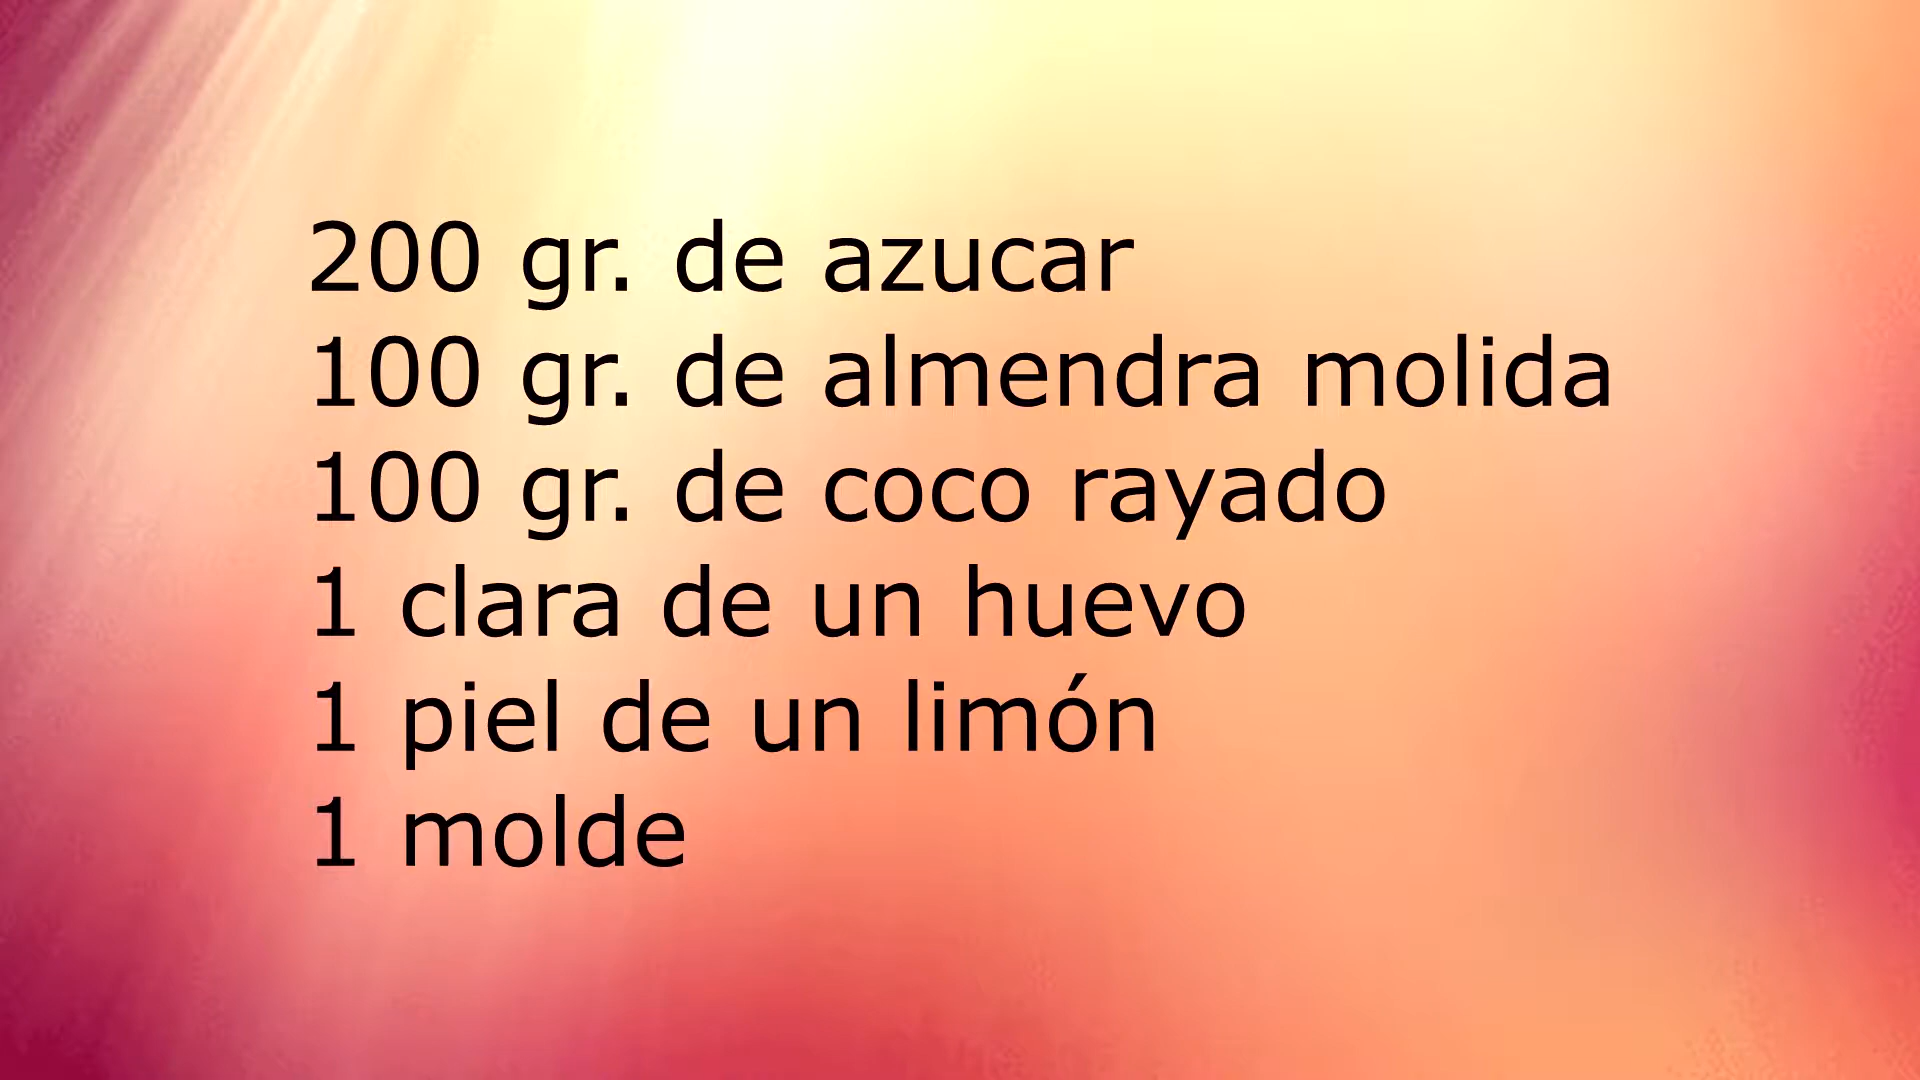 200 gr. de azucar
100 gr. de almendra molida
100 gr. de coco rayado
1 clara de un huevo
1 piel de un limón
1 molde